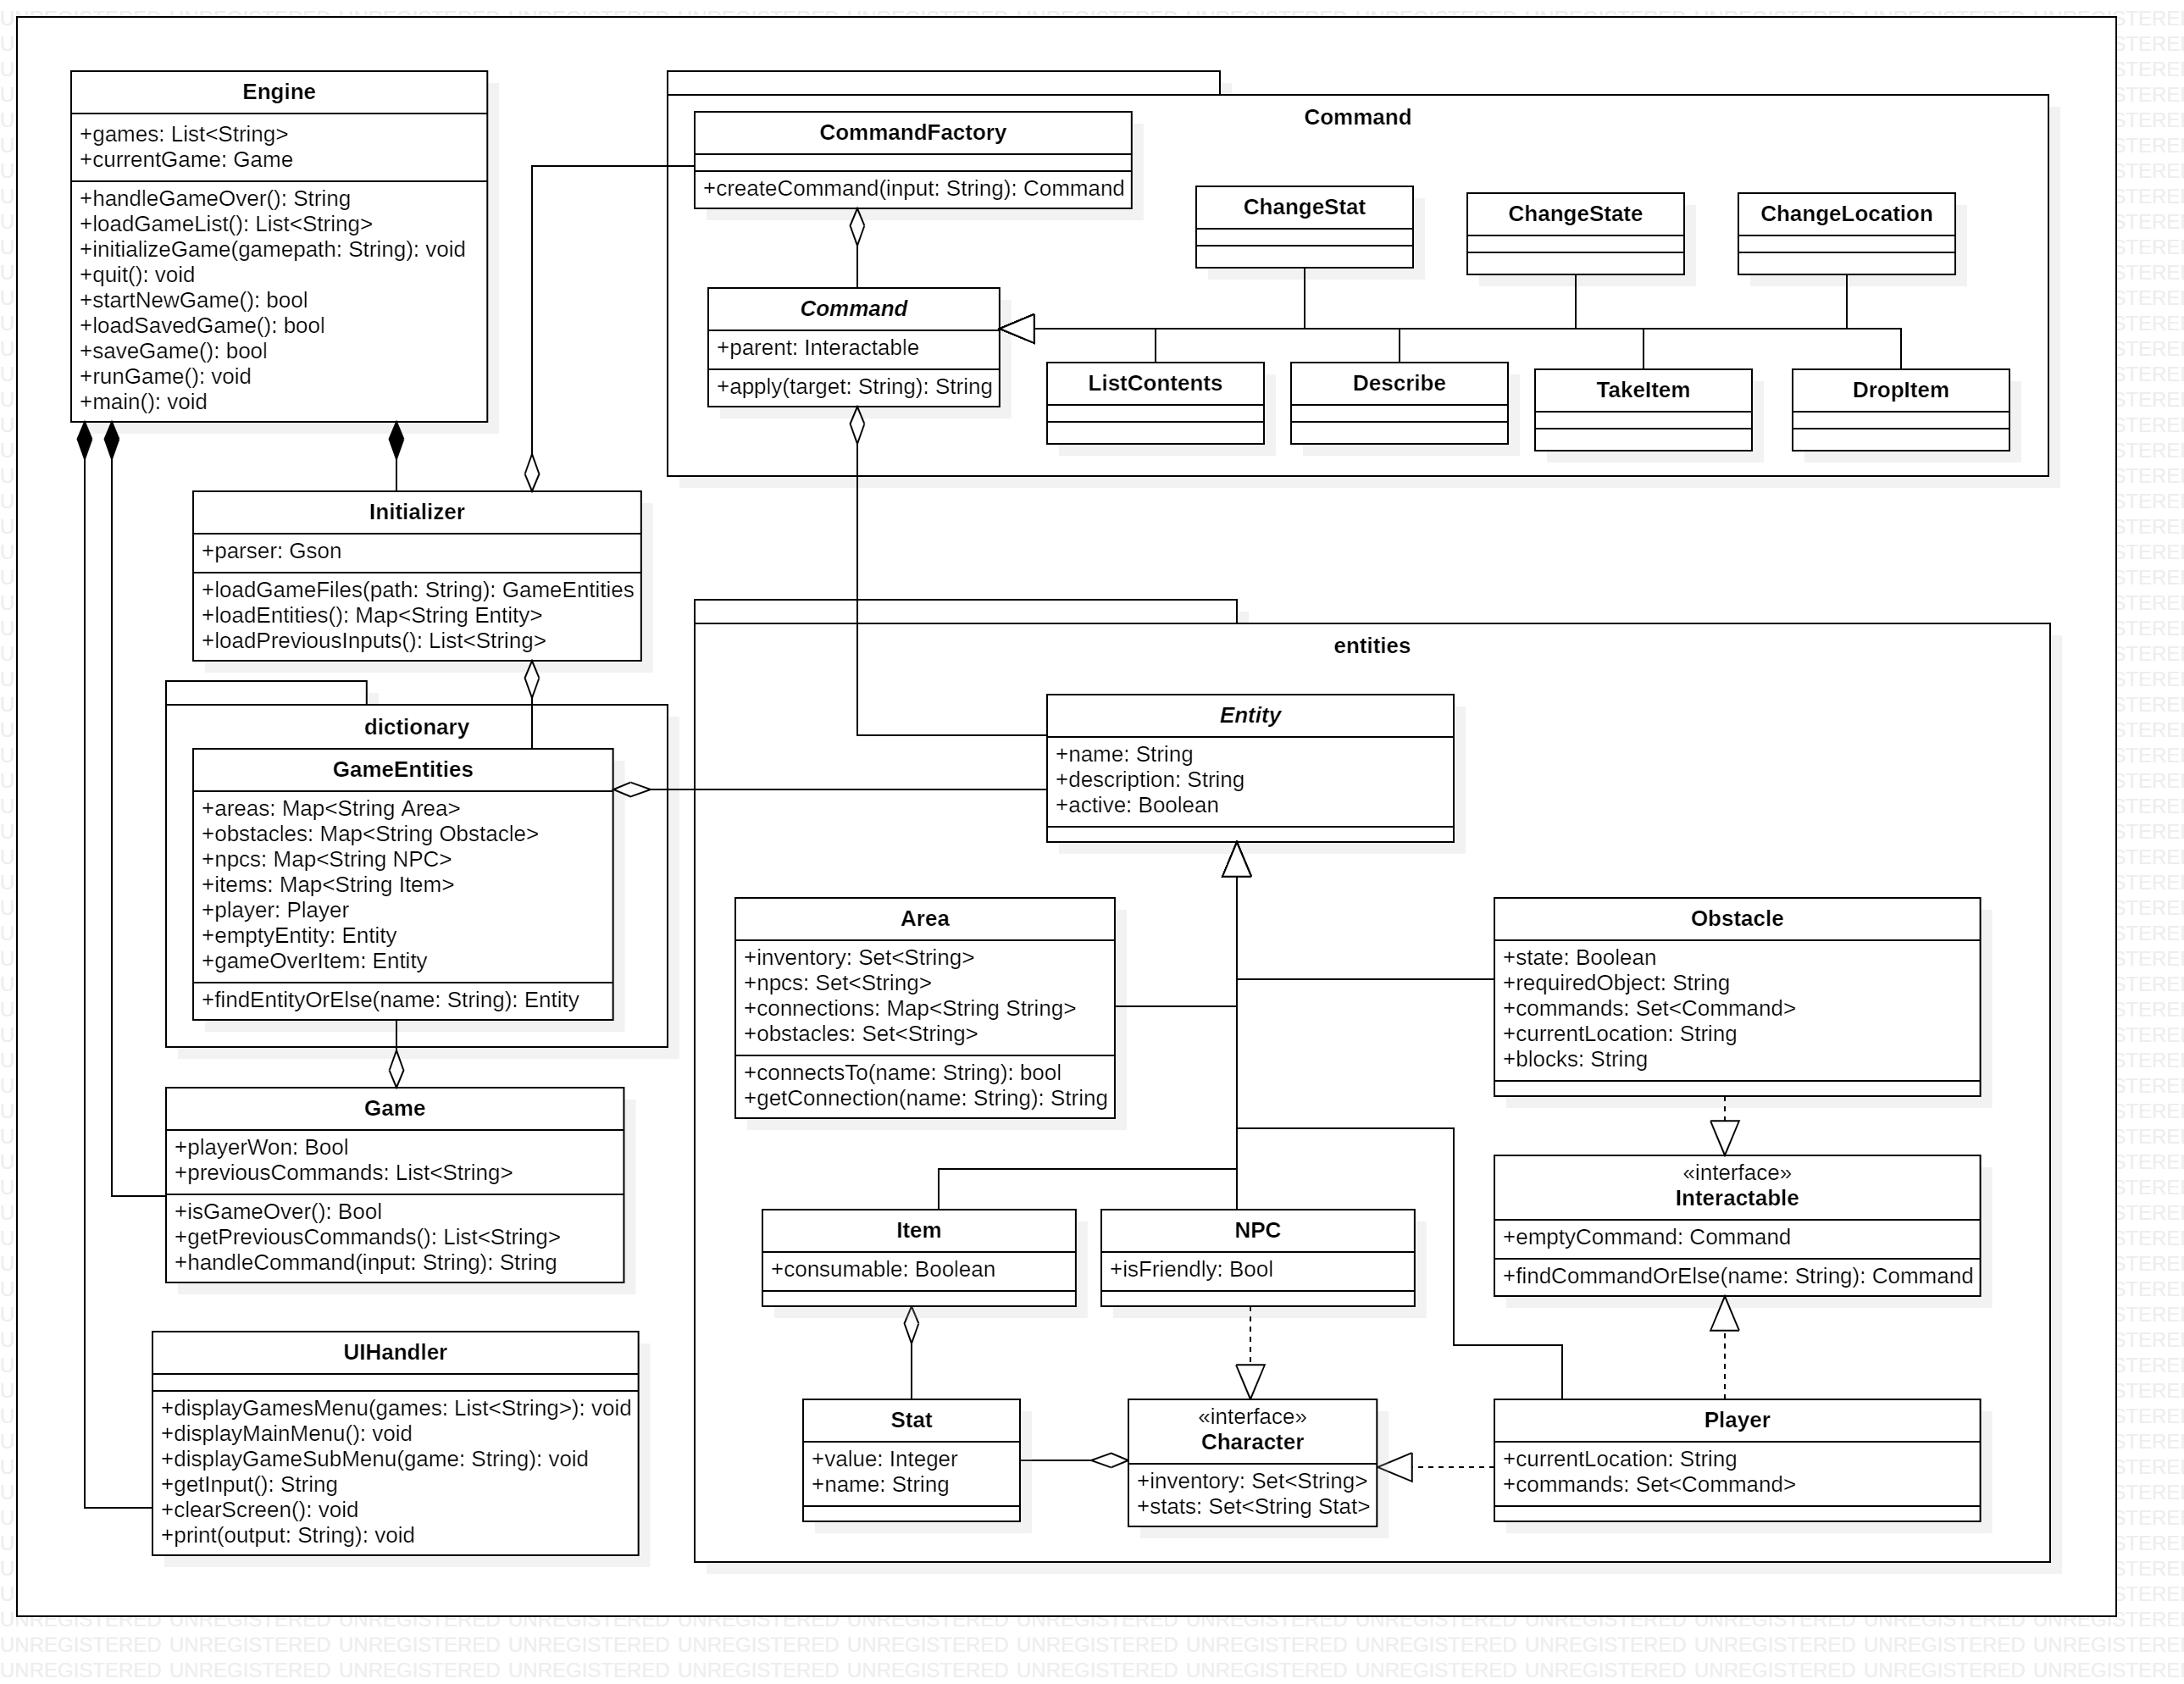 Engine
+games: List<String>
+currentGame: Game
+handleGameOver(): String
+loadGameList(): List<String>
+initializeGame(gamepath: String): void
+quit(): void
+startNewGame(): bool
+loadSavedGame(): bool
+saveGame(): bool
+runGame(): void
+main(): void
Command
CommandFactory
+createCommand(input: String): Command
ChangeStat
ChangeState
ChangeLocation
Command
+parent: Interactable
+apply(target: String): String
ListContents
Describe
TakeItem
DropItem
Initializer
+parser: Gson
+loadGameFiles(path: String): GameEntities
+loadEntities(): Map<String Entity>
+loadPreviousInputs(): List<String>
dictionary
GameEntities
+areas: Map<String Area>
+obstacles: Map<String Obstacle>
+npcs: Map<String NPC>
+items: Map<String Item>
+player: Player
+emptyEntity: Entity
+gameOverItem: Entity
+findEntityOrElse(name: String): Entity
Game
+playerWon: Bool
+previousCommands: List<String>
+isGameOver(): Bool
+getPreviousCommands(): List<String>
+handleCommand(input: String): String
UIHandler
+displayGamesMenu(games: List<String>): void
+displayMainMenu(): void
+displayGameSubMenu(game: String): void
+getInput(): String
+clearScreen(): void
+print(output: String): void
entities
Entity
+name: String
+description: String
+active: Boolean
Area
+inventory: Set<String>
+npcs: Set<String>
+connections: Map<String String>
+obstacles: Set<String>
+connectsTo(name: String): bool
+getConnection(name: String): String
Obstacle
+state: Boolean
+requiredObject: String
+commands: Set<Command>
+currentLocation: String
+blocks: String
«interface»
Interactable
+emptyCommand: Command
+findCommandOrElse(name: String): Command
Item
+consumable: Boolean
NPC
+isFriendly: Bool
Stat
+value: Integer
+name: String
«interface»
Character
+inventory: Set<String>
+stats: Set<String Stat>
Player
+currentLocation: String
+commands: Set<Command>
UNREGISTERED UNREGISTERED UNREGISTERED UNREGISTERED UNREGISTERED UNREGISTERED UNREGISTERED UNREGISTERED UNREGISTERED UNREGISTERED UNREGISTERED UNREGISTERED UNREGISTERED
UNREGISTERED UNREGISTERED UNREGISTERED UNREGISTERED UNREGISTERED UNREGISTERED UNREGISTERED UNREGISTERED UNREGISTERED UNREGISTERED UNREGISTERED UNREGISTERED UNREGISTERED